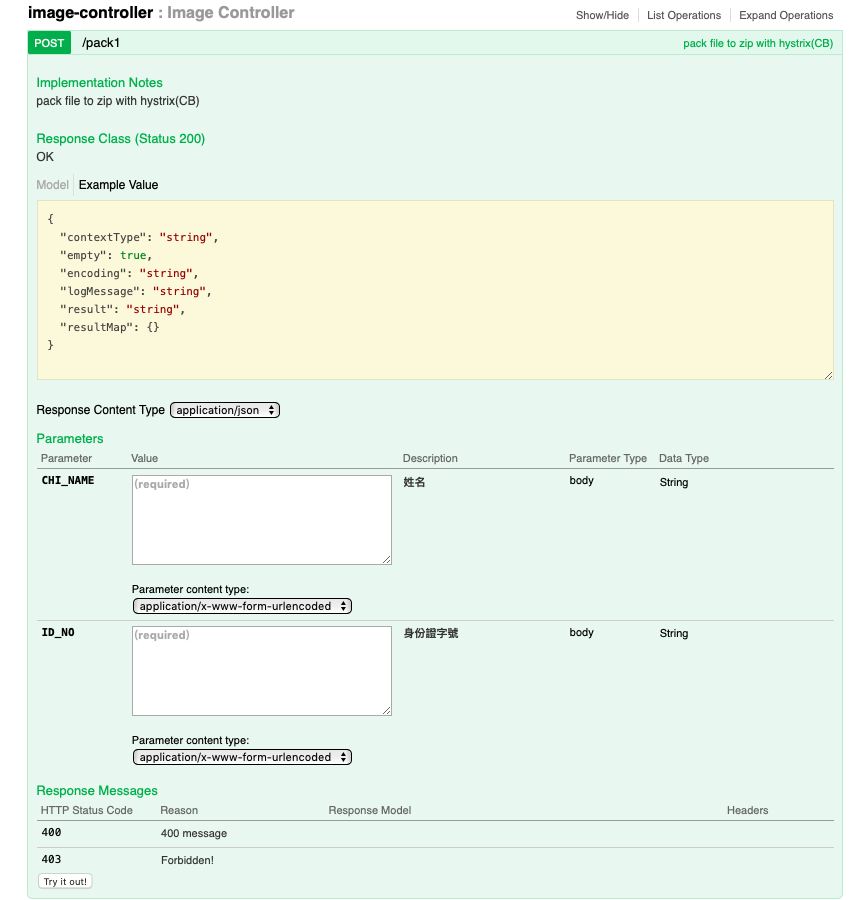 image-controller : Image Controller
Show/Hide List Operations Expand Operations
POST /pack1 pack file to zip with hystrix(CB)
Implementation Notes
pack file to zip with hystrix(CB)
Response Class (Status 200)
OK
Model Example Value
{
"contextType": "string",
"empty": true,
"encoding": "string",
"logMessage": "string",
"result": "string",
"resultMap": {}
}
Response Content Type application/json
Parameters
Parameter Value Description Parameter Type Data Type
CHI_NAME (required) 姓名 body String
Parameter content type:
application/x-www-form-urlencoded
ID_NO (required) 身份證字號 body String
Parameter content type:
application/x-www-form-urlencoded
Response Messages
HTTP Status Code Reason Response Model Headers
400 400 message
403 Forbidden!
Try it out!